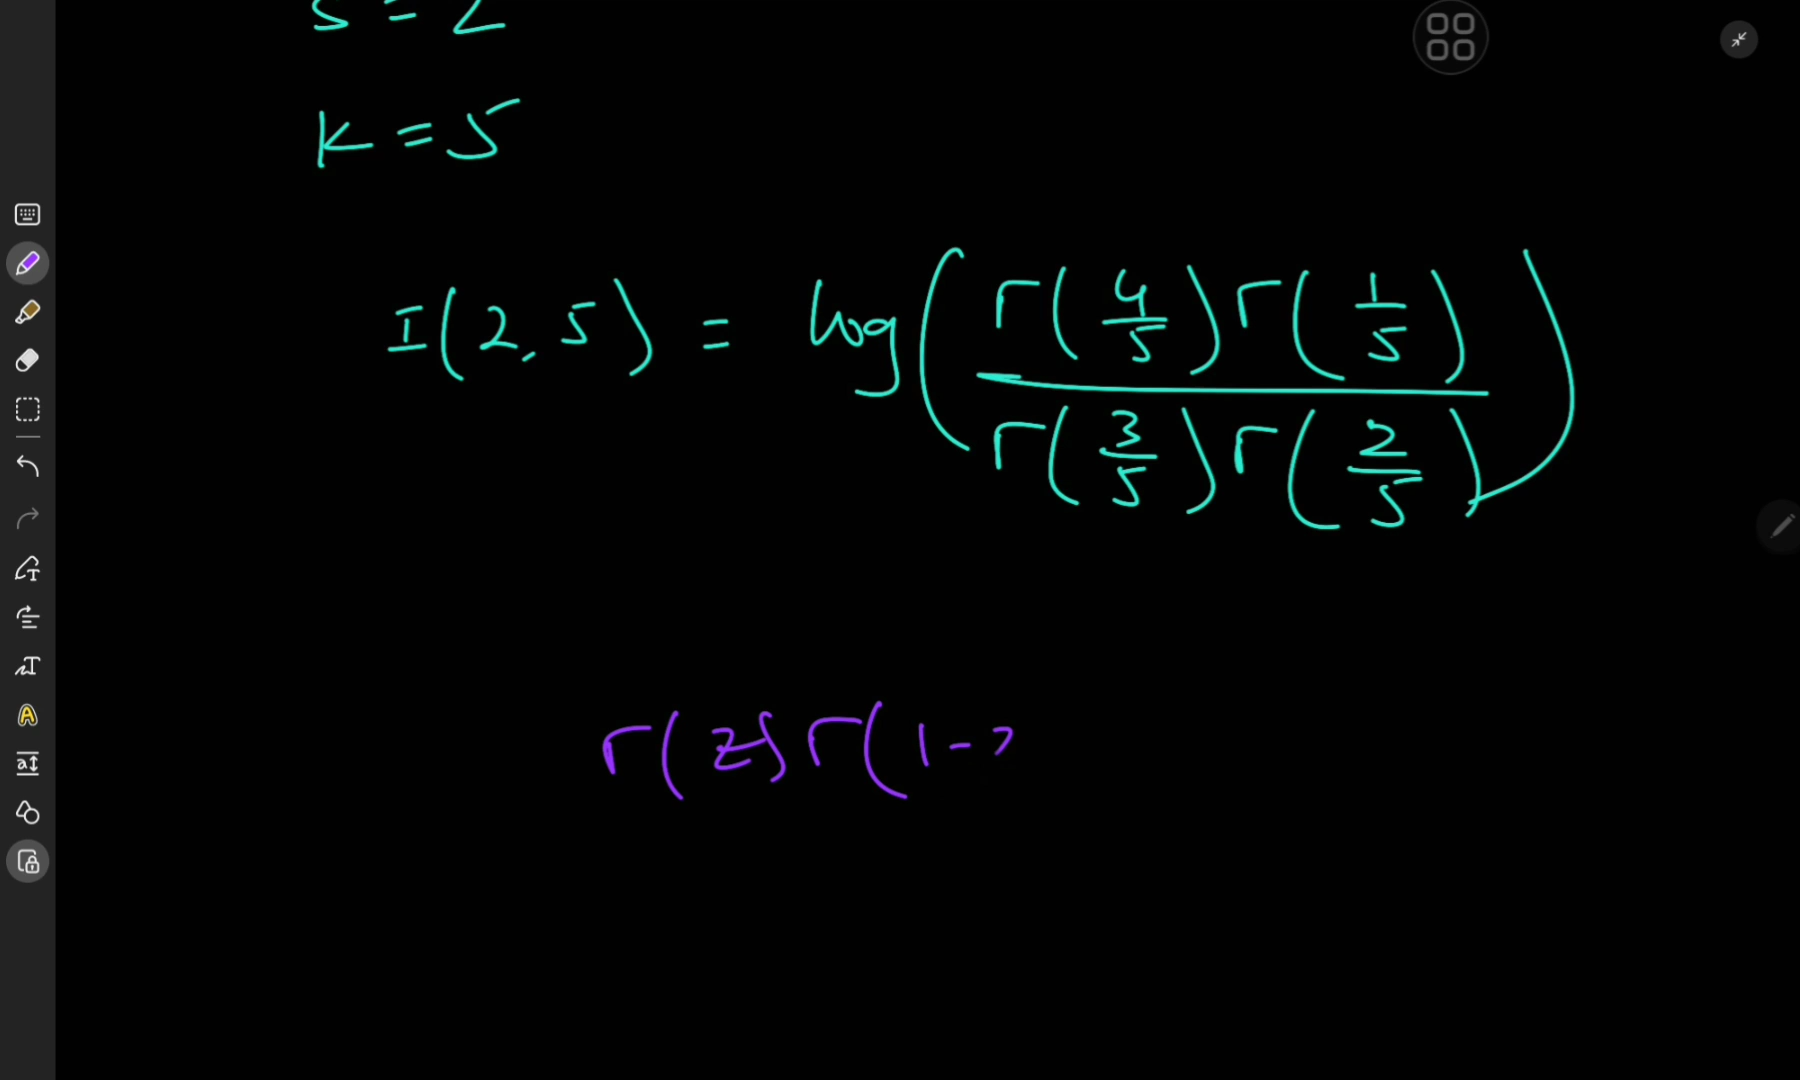 s = 2
K = 5
I(2, 5) = log( Γ(4/5) Γ(1/5) / Γ(3/5) Γ(2/5) )
Γ(z) Γ(1-